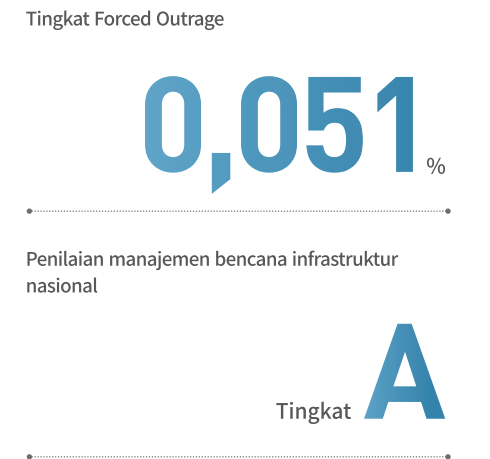 Tingkat Forced Outrage
0,051 %
Penilaian manajemen bencana infrastruktur
nasional
Tingkat A